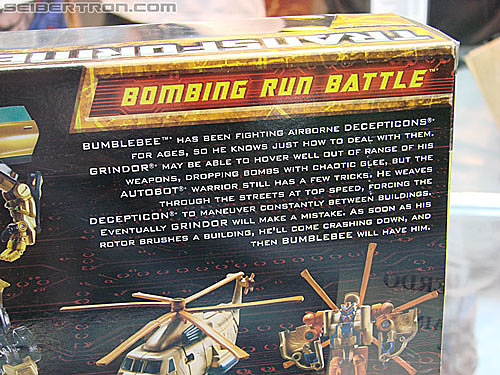 SEIBERTRON.COM
TRANSFORMERS
BOMBING RUN BATTLE™
BUMBLEBEE™ HAS BEEN FIGHTING AIRBORNE DECEPTICONS®
FOR AGES, SO HE KNOWS JUST HOW TO DEAL WITH THEM.
GRINDOR® MAY BE ABLE TO HOVER WELL OUT OF RANGE OF HIS
WEAPONS, DROPPING BOMBS WITH CHAOTIC GLEE, BUT THE
AUTOBOT® WARRIOR STILL HAS A FEW TRICKS. HE WEAVES
THROUGH THE STREETS AT TOP SPEED, FORCING THE
DECEPTICON® TO MANEUVER CONSTANTLY BETWEEN BUILDINGS.
EVENTUALLY GRINDOR WILL MAKE A MISTAKE. AS SOON AS HIS
ROTOR BRUSHES A BUILDING, HE'LL COME CRASHING DOWN, AND
THEN BUMBLEBEE WILL HAVE HIM.